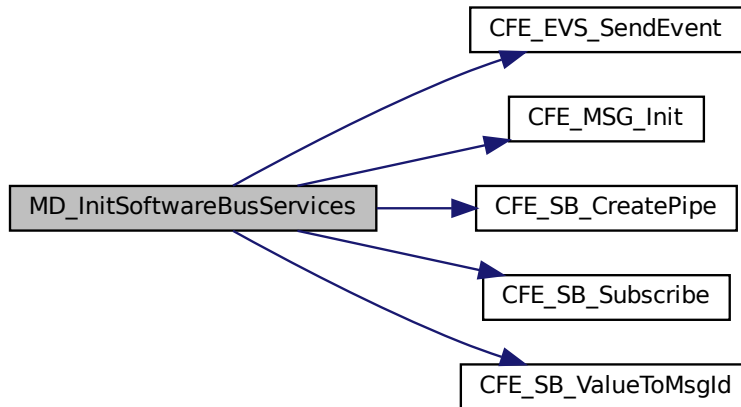 CFE_EVS_SendEvent
CFE_MSG_Init
MD_InitSoftwareBusServices
CFE_SB_CreatePipe
CFE_SB_Subscribe
CFE_SB_ValueToMsgId